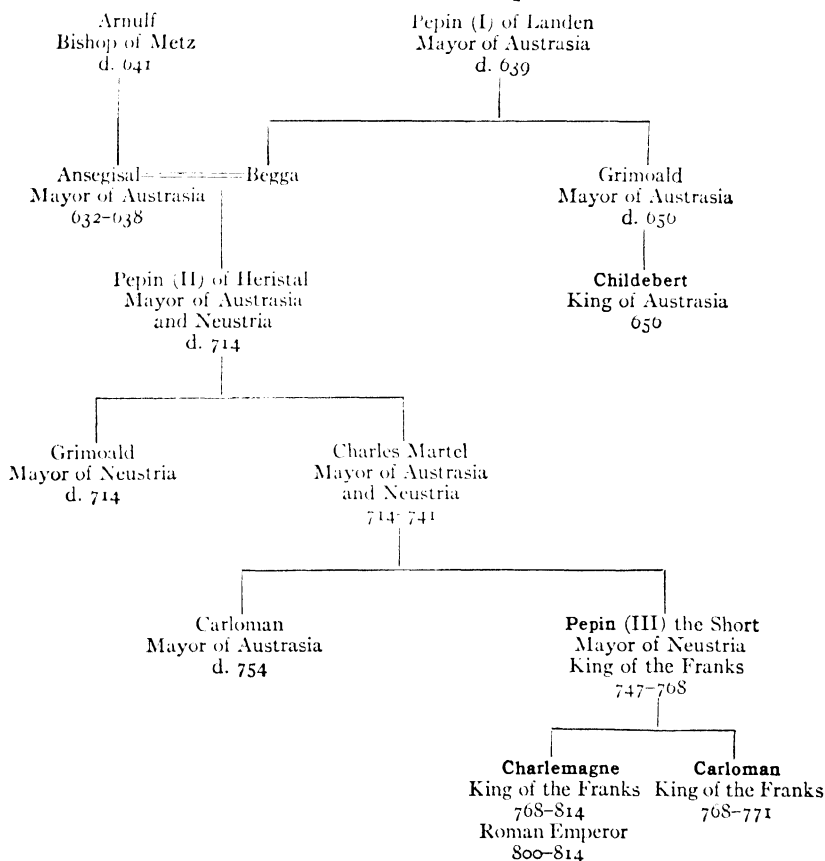 Arnulf
Bishop of Metz
d. 641
Pepin (I) of Landen
Mayor of Austrasia
d. 639
Ansegisal
Mayor of Austrasia
632-638
Begga
Grimoald
Mayor of Austrasia
d. 656
Pepin (II) of Heristal
Mayor of Austrasia
and Neustria
d. 714
Childebert
King of Austrasia
656
Grimoald
Mayor of Neustria
d. 714
Charles Martel
Mayor of Austrasia
and Neustria
714-741
Carloman
Mayor of Austrasia
d. 754
Pepin (III) the Short
Mayor of Neustria
King of the Franks
747-768
Charlemagne
King of the Franks
768-814
Roman Emperor
800-814
Carloman
King of the Franks
768-771